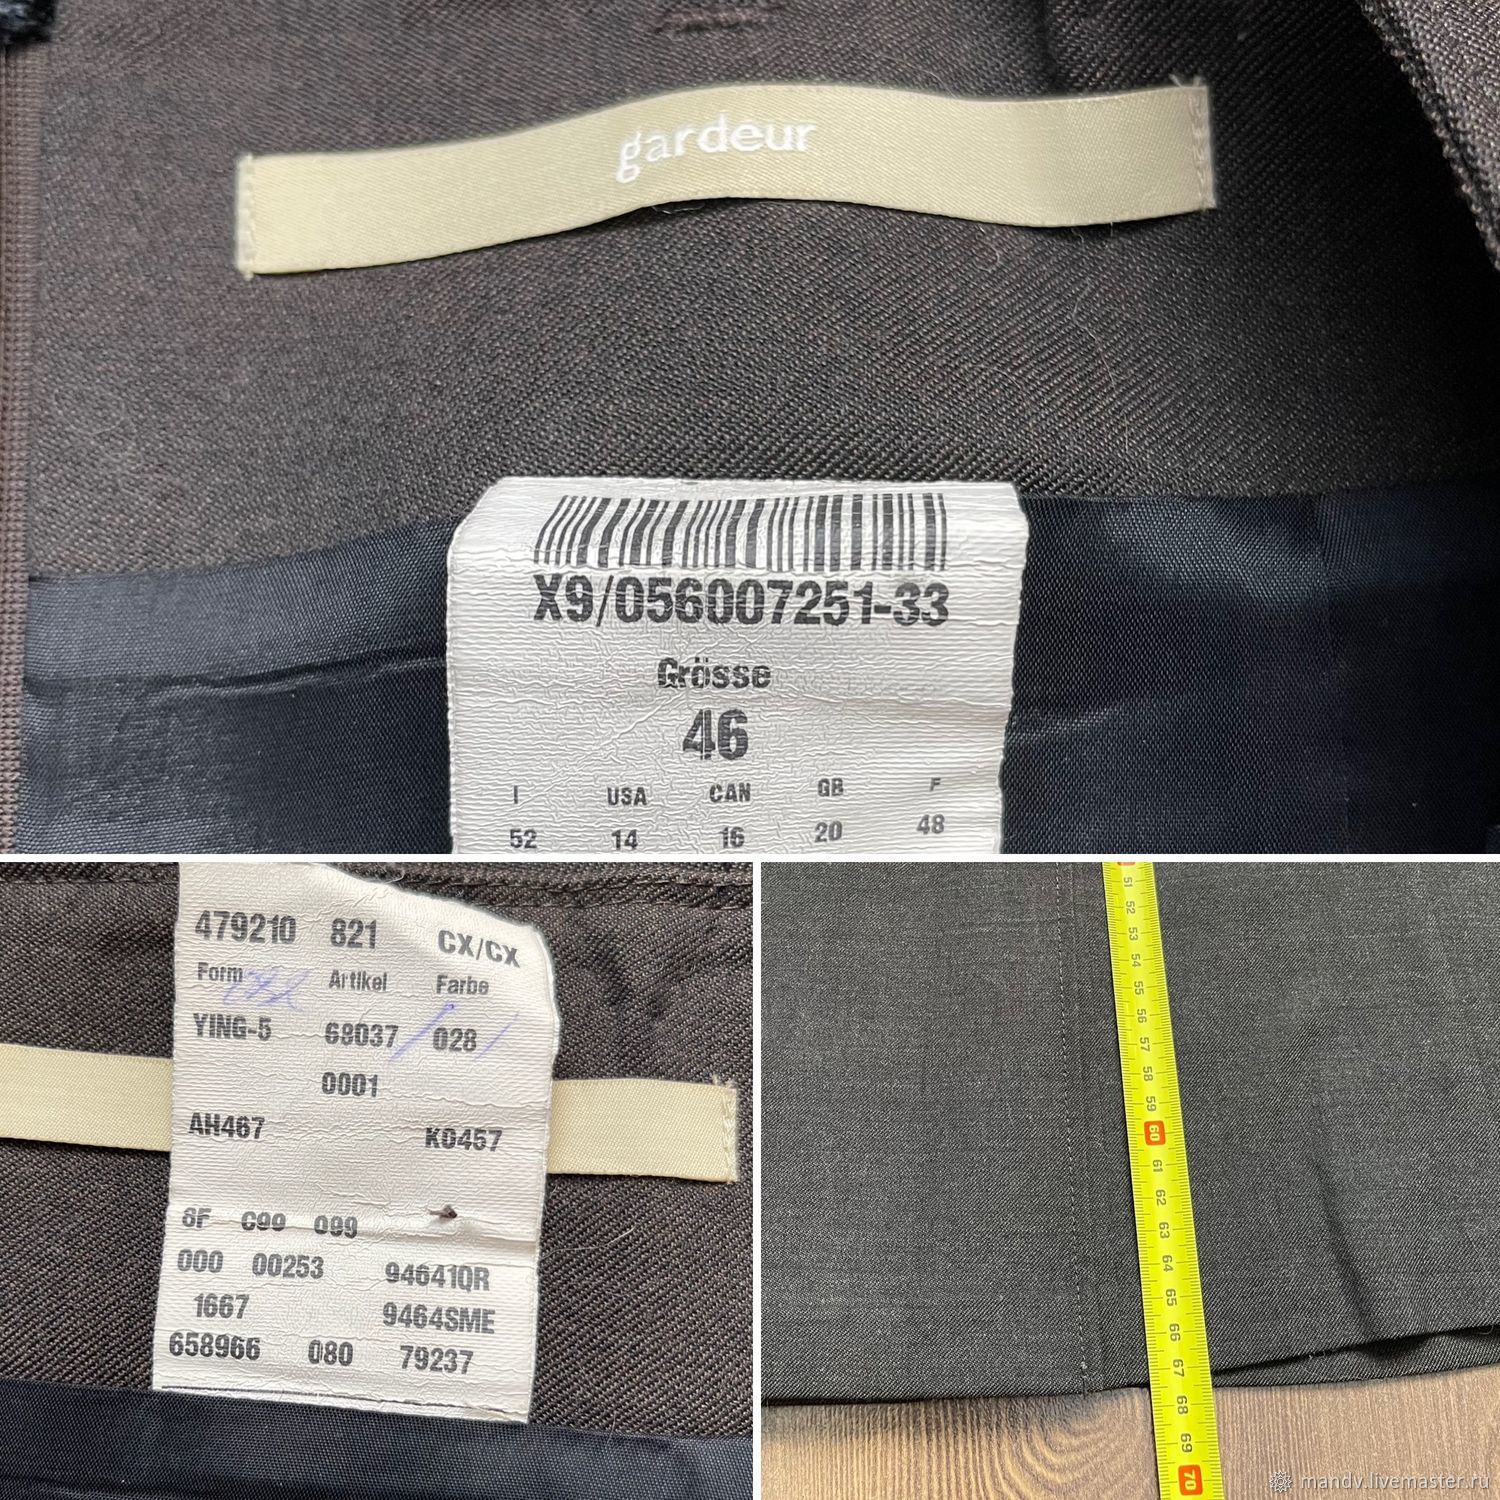 gardeur
X9/056007251-33
Grösse
46
I USA CAN GB F
52 14 16 20 48
479210 821 CX/CX
Form Artikel Farbe
YING-5 68037 028
0001
AH467 K0457
6F C99 099
000 00253 94641QR
1667 9464SME
658966 080 79237
51
52
53
54
55
56
57
58
59
60
61
62
63
64
65
66
67
68
69
70
mandv.livemaster.ru